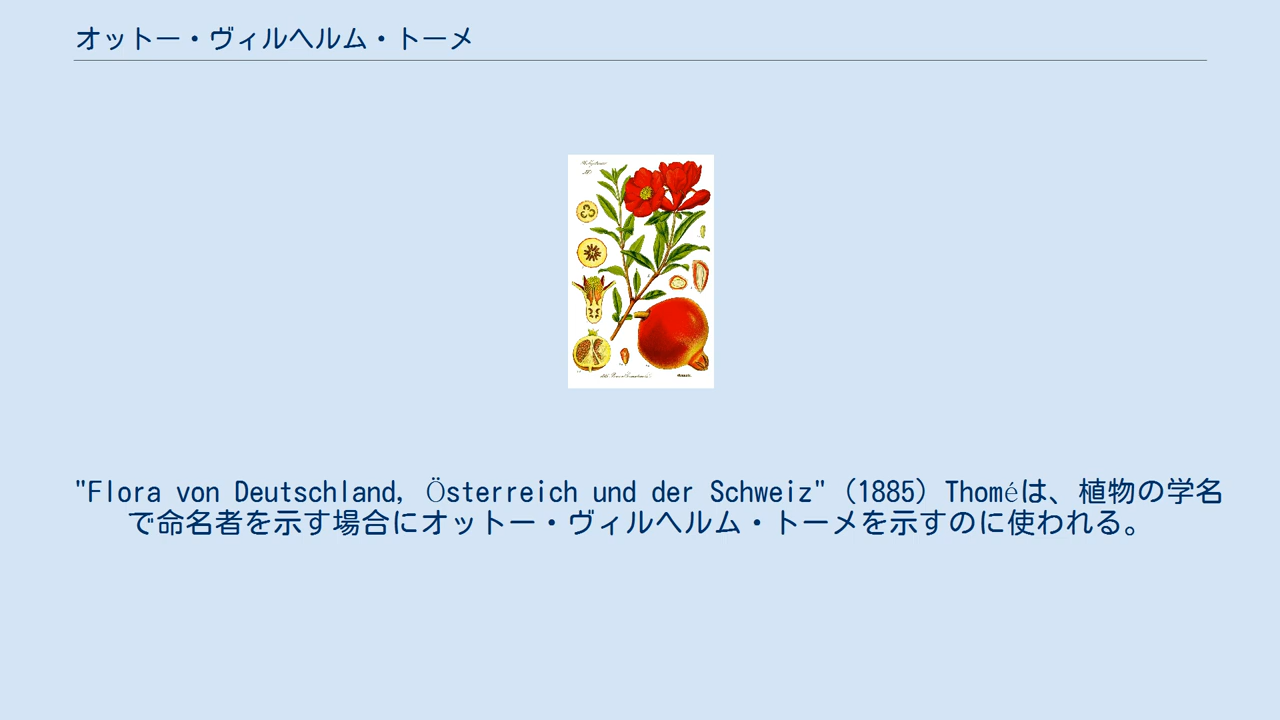 オットー・ヴィルヘルム・トーメ
"Flora von Deutschland, Österreich und der Schweiz" (1885) Thoméは、植物の学名
で命名者を示す場合にオットー・ヴィルヘルム・トーメを示すのに使われる。